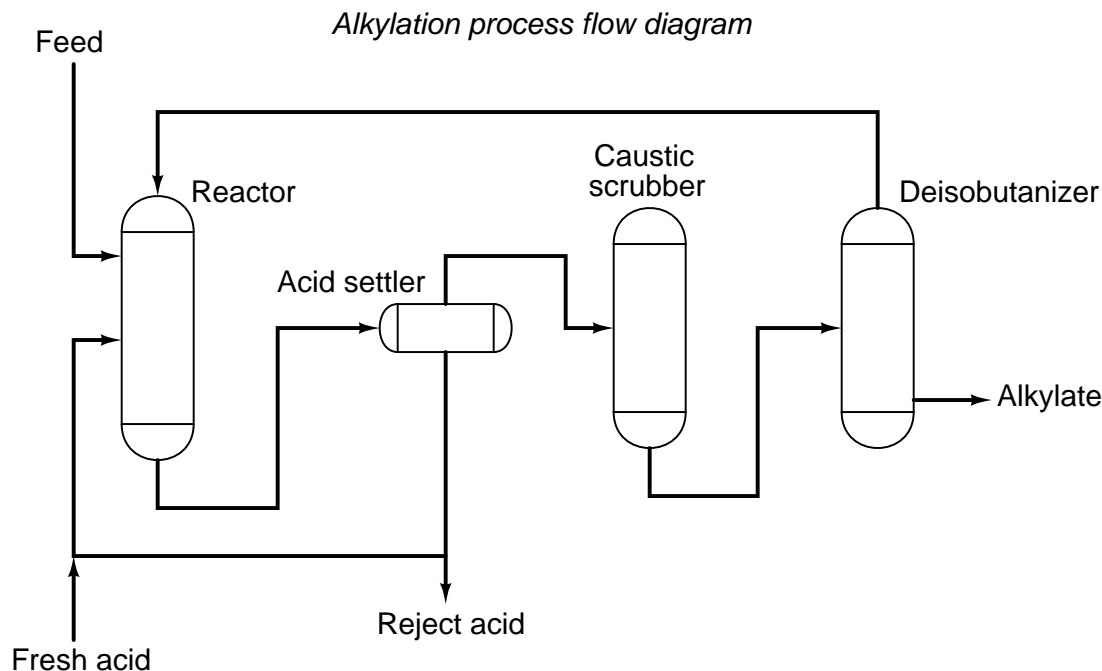 Alkylation process flow diagram
Feed
Caustic
scrubber
Reactor
Deisobutanizer
Acid settler
Alkylate
Reject acid
Fresh acid